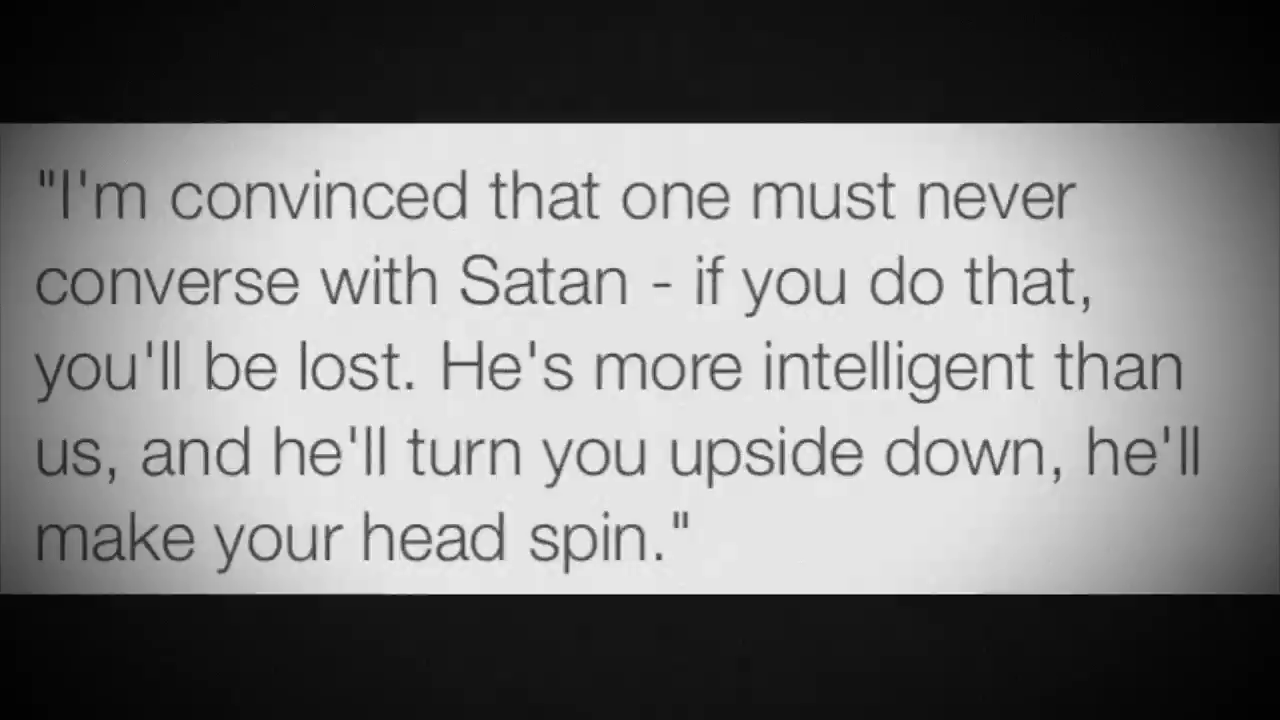 "I'm convinced that one must never
converse with Satan - if you do that,
you'll be lost. He's more intelligent than
us, and he'll turn you upside down, he'll
make your head spin."